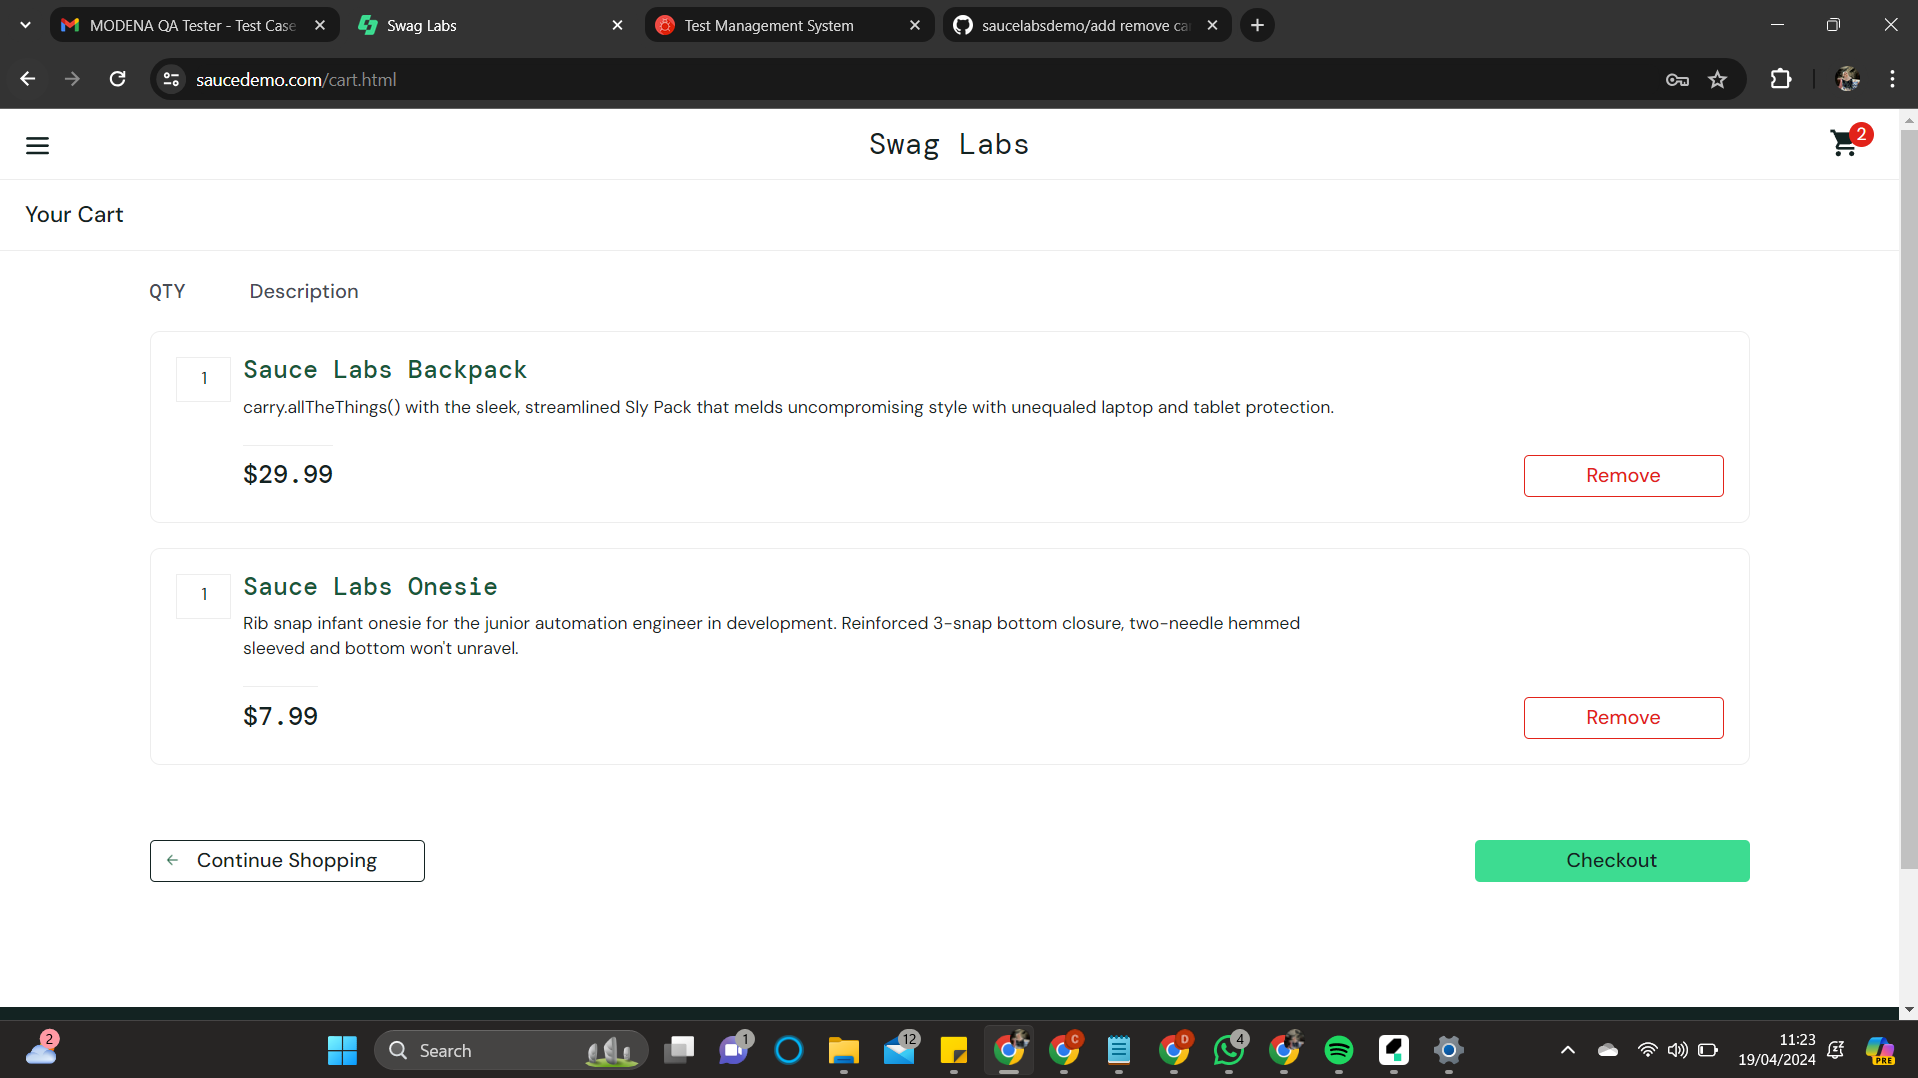 MODENA QA Tester - Test Case
Swag Labs
Test Management System
saucelabsdemo/add remove ca
saucedemo.com/cart.html
Swag Labs
2
Your Cart
QTY
Description
1
Sauce Labs Backpack
carry.allTheThings() with the sleek, streamlined Sly Pack that melds uncompromising style with unequaled laptop and tablet protection.
$29.99
Remove
1
Sauce Labs Onesie
Rib snap infant onesie for the junior automation engineer in development. Reinforced 3-snap bottom closure, two-needle hemmed
sleeved and bottom won't unravel.
$7.99
Remove
Continue Shopping
Checkout
2
Search
1
12
C
D
4
11:23
19/04/2024
PRE